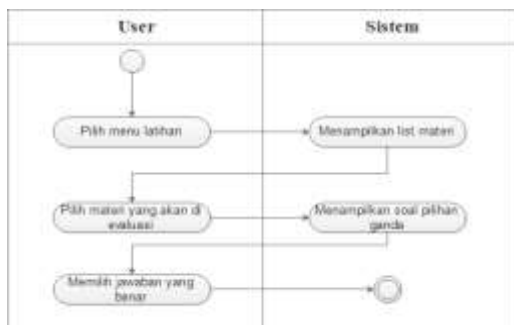 User
Sistem
Pilih menu latihan
Menampilkan list materi
Pilih materi yang akan di
evaluasi
Menampilkan soal pilihan
ganda
Memilih jawaban yang
benar